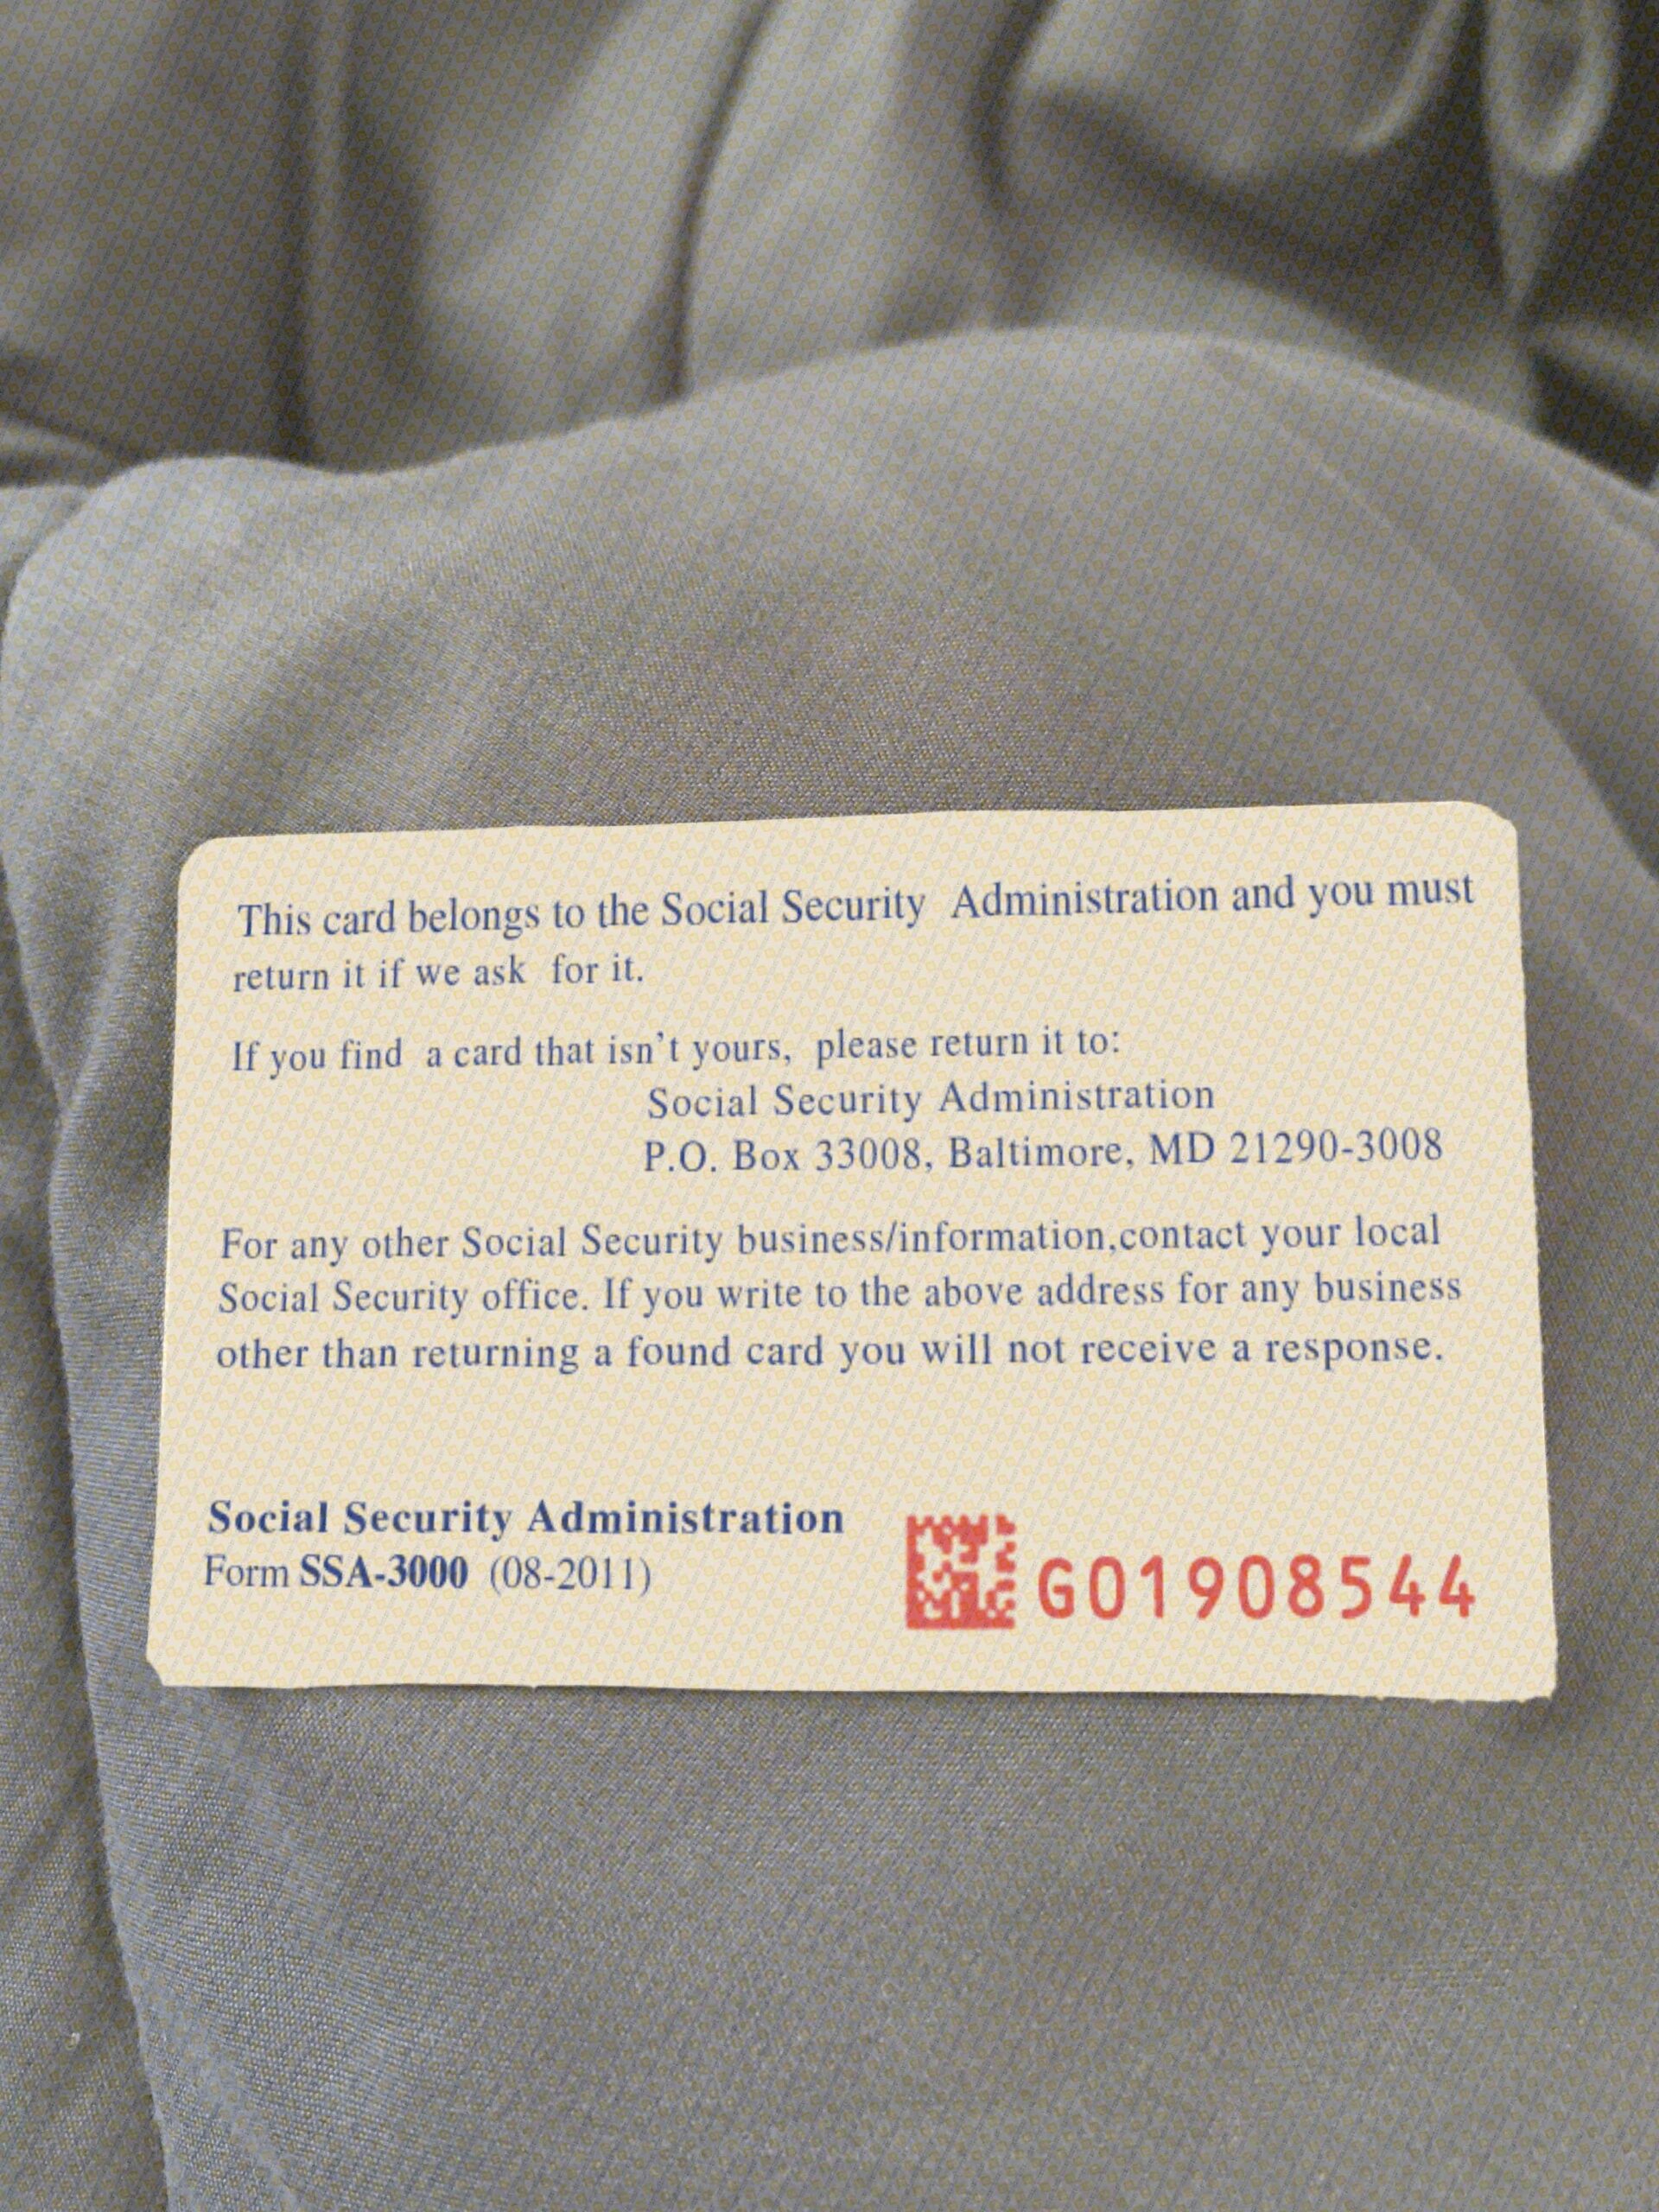 This card belongs to the Social Security Administration and you must
return it if we ask for it.
If you find a card that isn't yours, please return it to:
Social Security Administration
P.O. Box 33008, Baltimore, MD 21290-3008
For any other Social Security business/information,contact your local
Social Security office. If you write to the above address for any business
other than returning a found card you will not receive a response.
Social Security Administration
Form SSA-3000 (08-2011)
G01908544